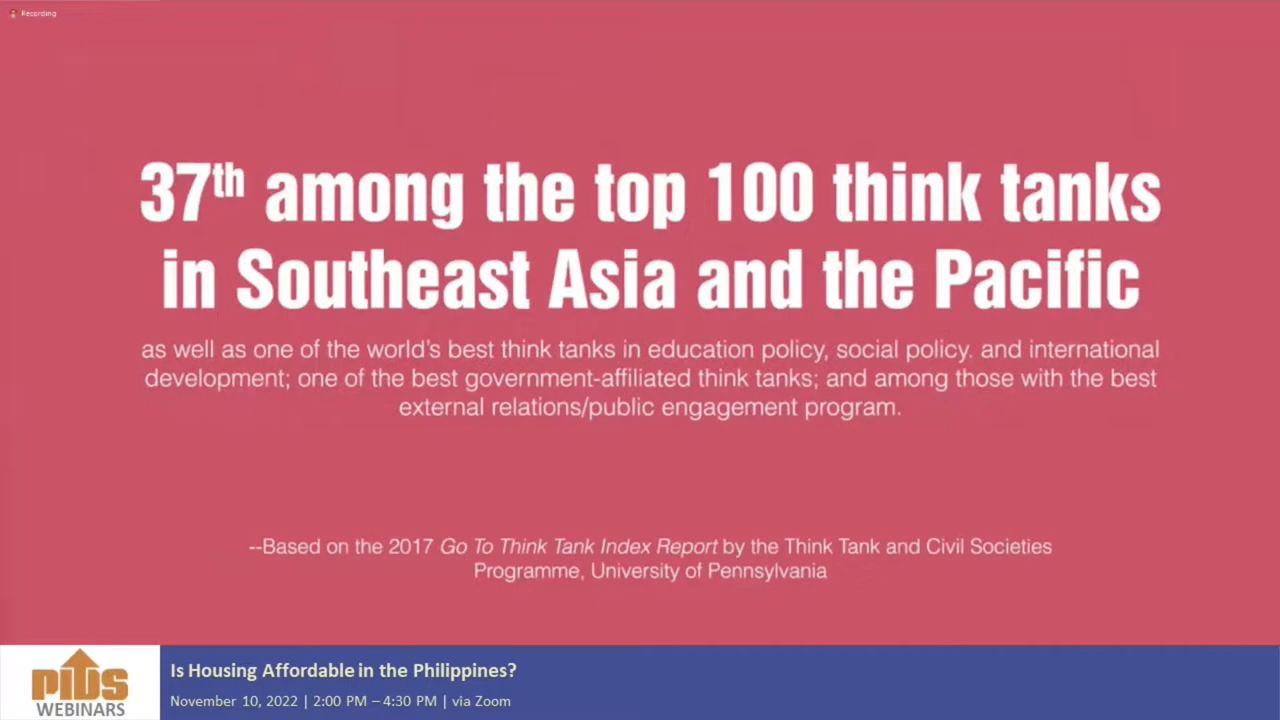 Recording
37th among the top 100 think tanks
in Southeast Asia and the Pacific
as well as one of the world's best think tanks in education policy, social policy. and international
development; one of the best government-affiliated think tanks; and among those with the best
external relations/public engagement program.
--Based on the 2017 Go To Think Tank Index Report by the Think Tank and Civil Societies
Programme, University of Pennsylvania
pids
WEBINARS
Is Housing Affordable in the Philippines?
November 10, 2022 | 2:00 PM – 4:30 PM | via Zoom